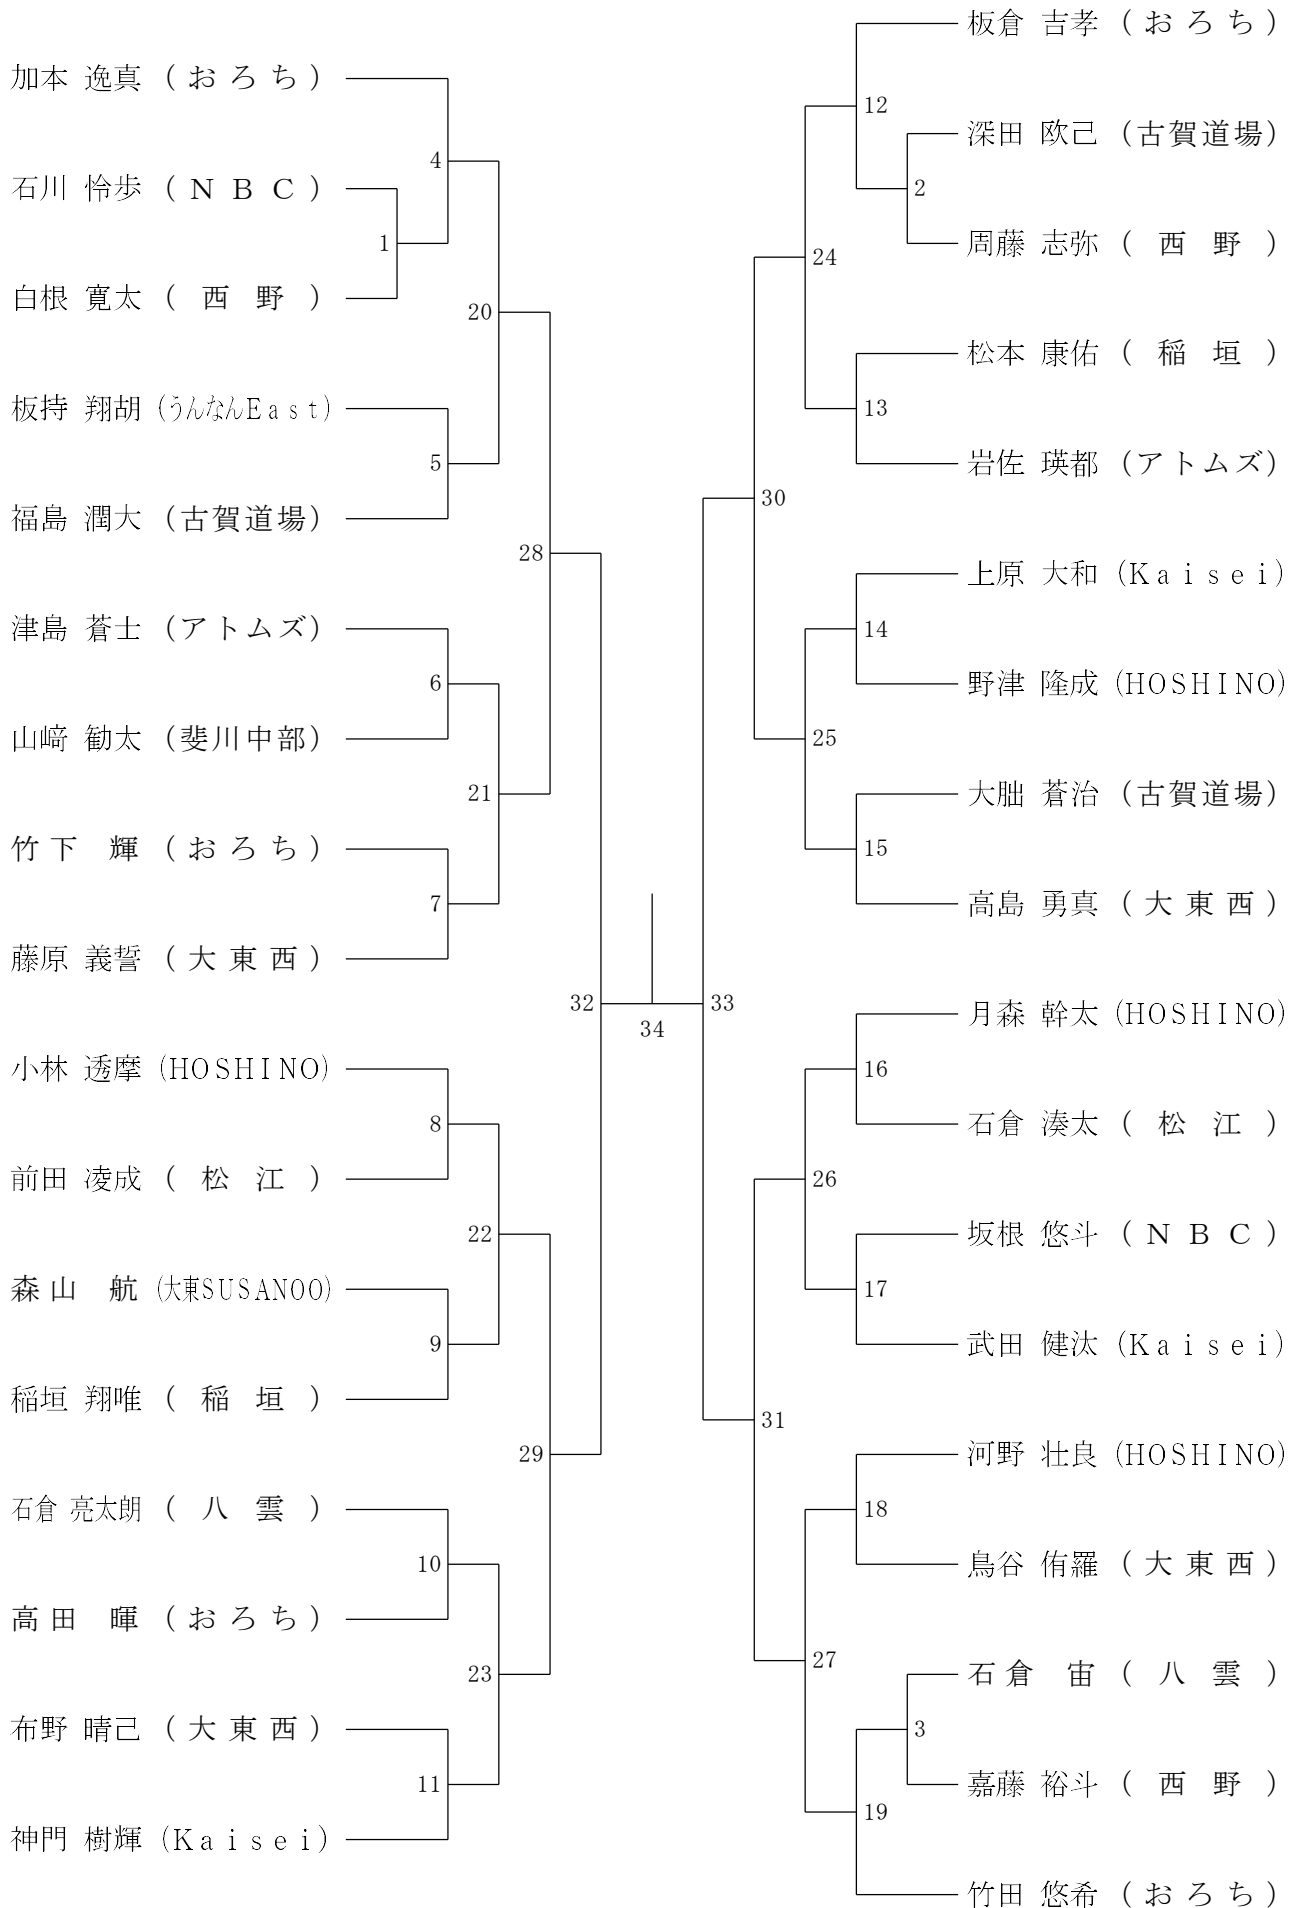 加本 逸真 (おろち)
4
石川 怜歩 (ＮＢＣ)
1
白根 寛太 (西野)
20
板持 翔胡 (うんなんEast)
5
福島 潤大 (古賀道場)
28
津島 蒼士 (アトムズ)
6
山﨑 勧太 (斐川中部)
21
竹下 輝 (おろち)
7
藤原 義誓 (大東西)
32
小林 透摩 (HOSHINO)
8
前田 凌成 (松江)
22
森山 航 (大東SUSANOO)
9
稲垣 翔唯 (稲垣)
29
石倉 亮太朗 (八雲)
10
高田 暉 (おろち)
23
布野 晴己 (大東西)
11
神門 樹輝 (Kaisei)
34
板倉 吉孝 (おろち)
12
深田 欧己 (古賀道場)
2
周藤 志弥 (西野)
24
松本 康佑 (稲垣)
13
岩佐 瑛都 (アトムズ)
30
上原 大和 (Kaisei)
14
野津 隆成 (HOSHINO)
25
大朏 蒼治 (古賀道場)
15
高島 勇真 (大東西)
33
月森 幹太 (HOSHINO)
16
石倉 湊太 (松江)
26
坂根 悠斗 (ＮＢＣ)
17
武田 健汰 (Kaisei)
31
河野 壮良 (HOSHINO)
18
鳥谷 侑羅 (大東西)
27
石倉 宙 (八雲)
3
嘉藤 裕斗 (西野)
19
竹田 悠希 (おろち)